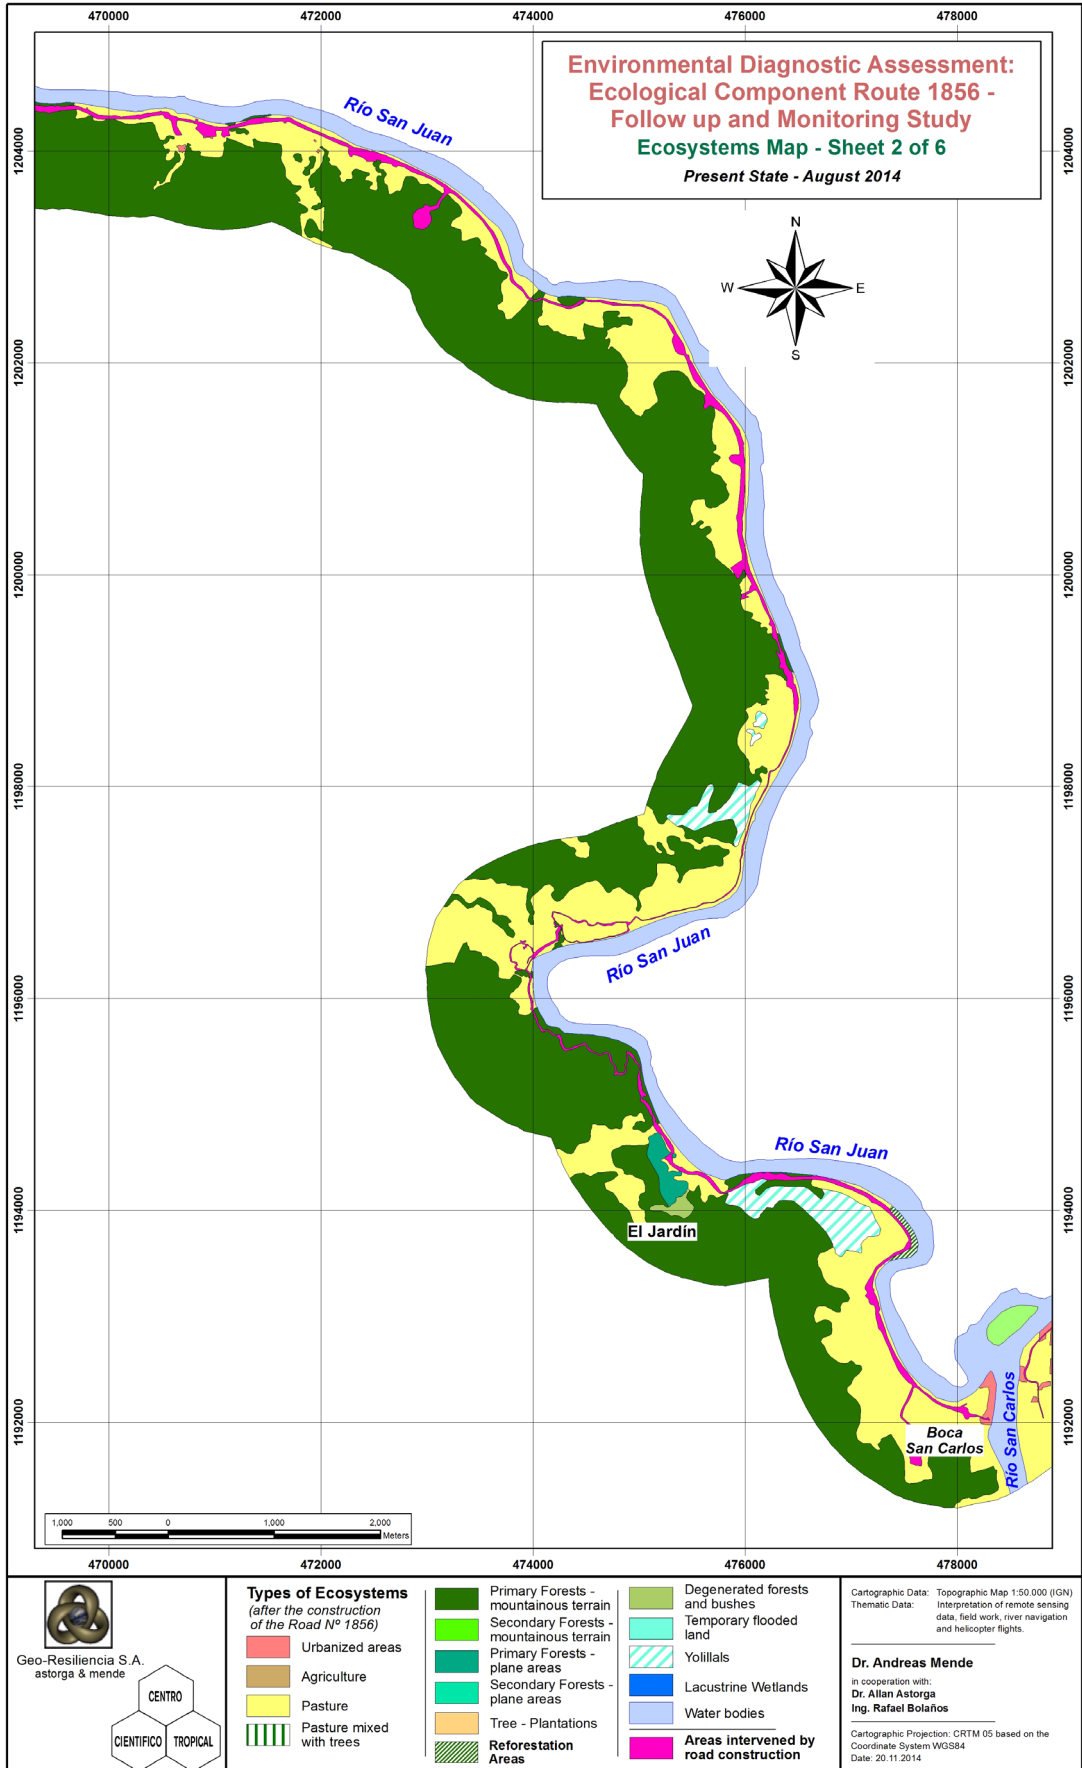 470000
472000
474000
476000
478000
Environmental Diagnostic Assessment:
Ecological Component Route 1856 -
Follow up and Monitoring Study
Ecosystems Map - Sheet 2 of 6
Present State - August 2014
Río San Juan
N
W
E
S
1204000
1204000
1202000
1202000
1200000
1200000
1198000
1198000
Río San Juan
1196000
1196000
Río San Juan
1194000
1194000
El Jardín
Río San Carlos
1192000
1192000
Boca
San Carlos
1,000
500
0
1,000
2,000
Meters
470000
472000
474000
476000
478000
Geo-Resiliencia S.A.
astorga & mende
CENTRO
CIENTIFICO
TROPICAL
Types of Ecosystems
(after the construction
of the Road Nº 1856)
Urbanized areas
Agriculture
Pasture
Pasture mixed
with trees
Primary Forests -
mountainous terrain
Secondary Forests -
mountainous terrain
Primary Forests -
plane areas
Secondary Forests -
plane areas
Tree - Plantations
Reforestation
Areas
Degenerated forests
and bushes
Temporary flooded
land
Yolillals
Lacustrine Wetlands
Water bodies
Areas intervened by
road construction
Cartographic Data: Topographic Map 1:50.000 (IGN)
Thematic Data: Interpretation of remote sensing
data, field work, river navigation
and helicopter flights.
Dr. Andreas Mende
in cooperation with:
Dr. Allan Astorga
Ing. Rafael Bolaños
Cartographic Projection: CRTM 05 based on the
Coordinate System WGS84
Date: 20.11.2014